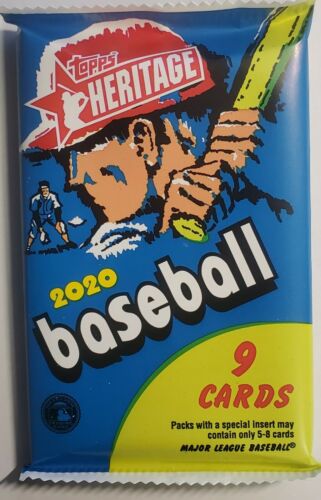 topps
HERITAGE
2020
baseball
9
CARDS
Packs with a special insert may
contain only 5-8 cards
MAJOR LEAGUE BASEBALL®